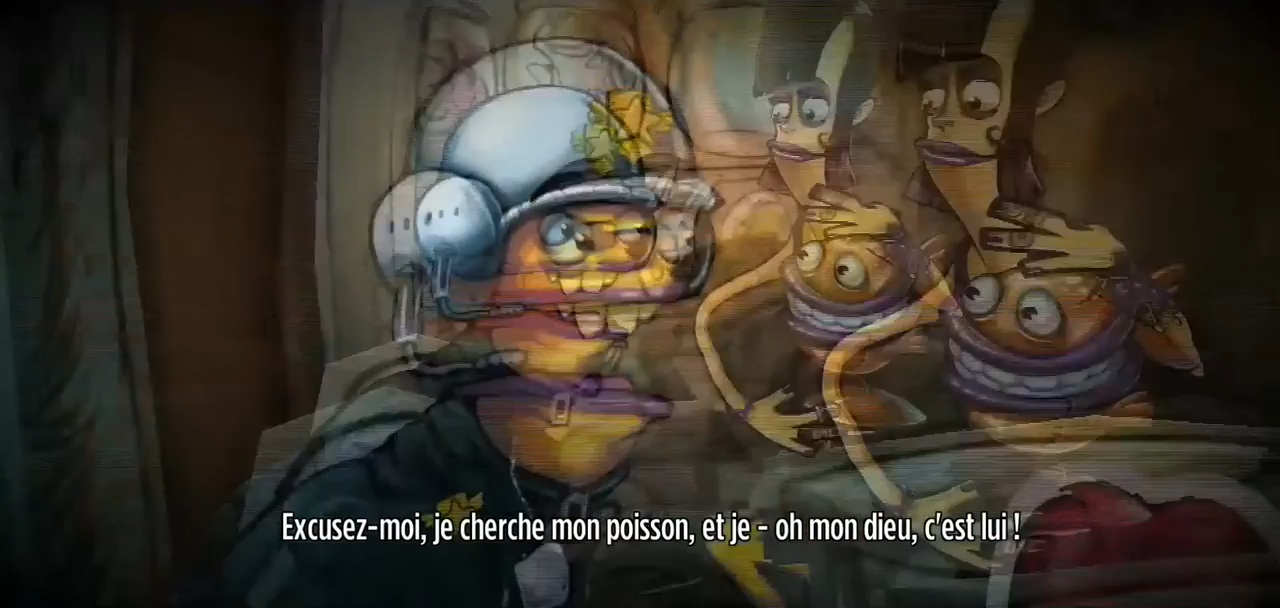 Excusez-moi, je cherche mon poisson, et je - oh mon dieu, c'est lui !